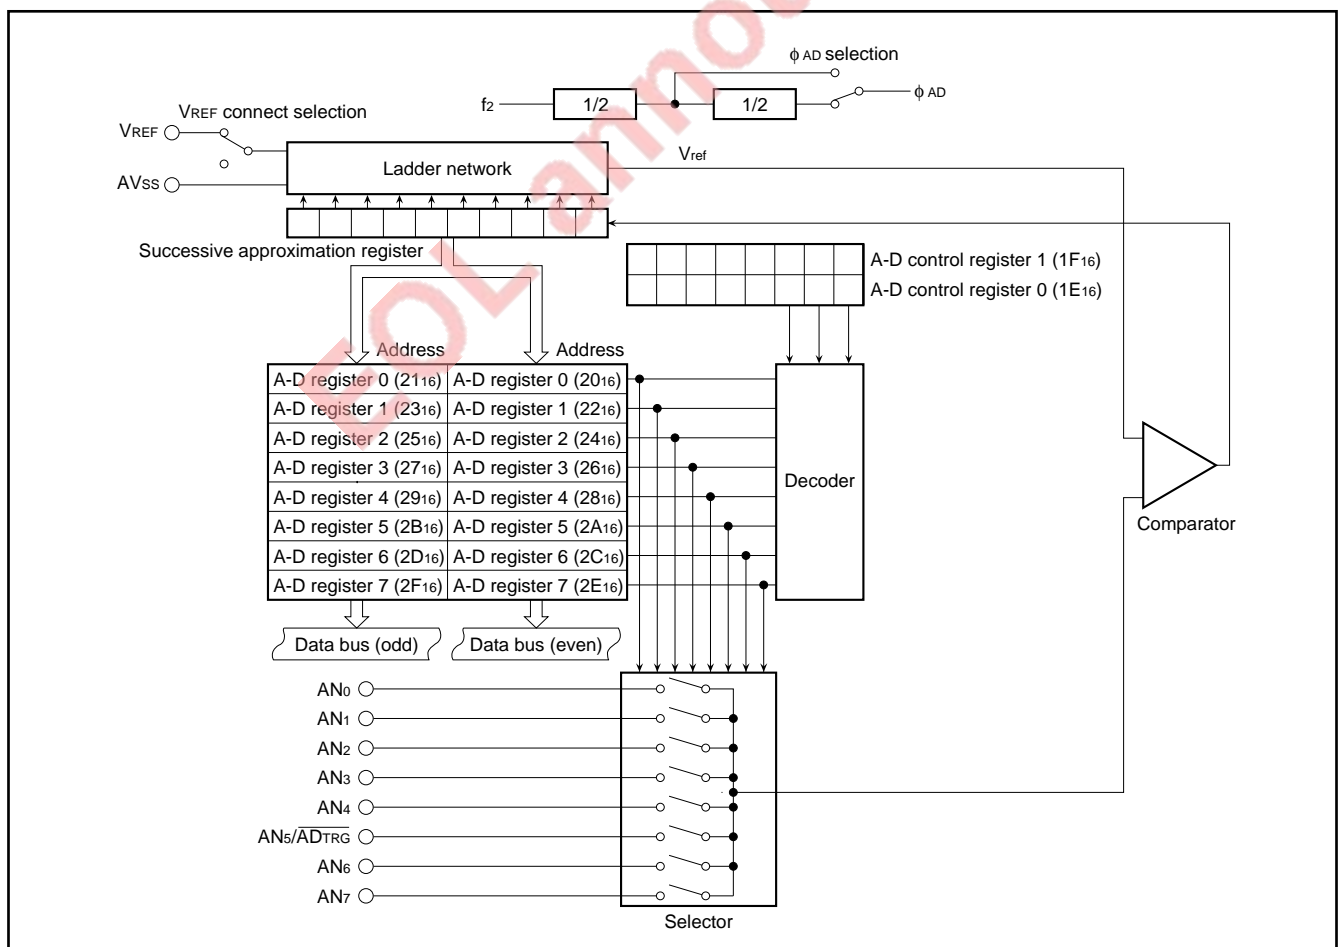 EOL anno
ϕ AD selection
f2
1/2
1/2
ϕ AD
VREF connect selection
VREF
Ladder network
Vref
AVSS
Successive approximation register
A-D control register 1 (1F16)
A-D control register 0 (1E16)
Address
Address
A-D register 0 (2116) A-D register 0 (2016)
A-D register 1 (2316) A-D register 1 (2216)
A-D register 2 (2516) A-D register 2 (2416)
A-D register 3 (2716) A-D register 3 (2616)
A-D register 4 (2916) A-D register 4 (2816)
A-D register 5 (2B16) A-D register 5 (2A16)
A-D register 6 (2D16) A-D register 6 (2C16)
A-D register 7 (2F16) A-D register 7 (2E16)
Decoder
Comparator
Data bus (odd)
Data bus (even)
AN0
AN1
AN2
AN3
AN4
AN5/ADTRG
AN6
AN7
Selector